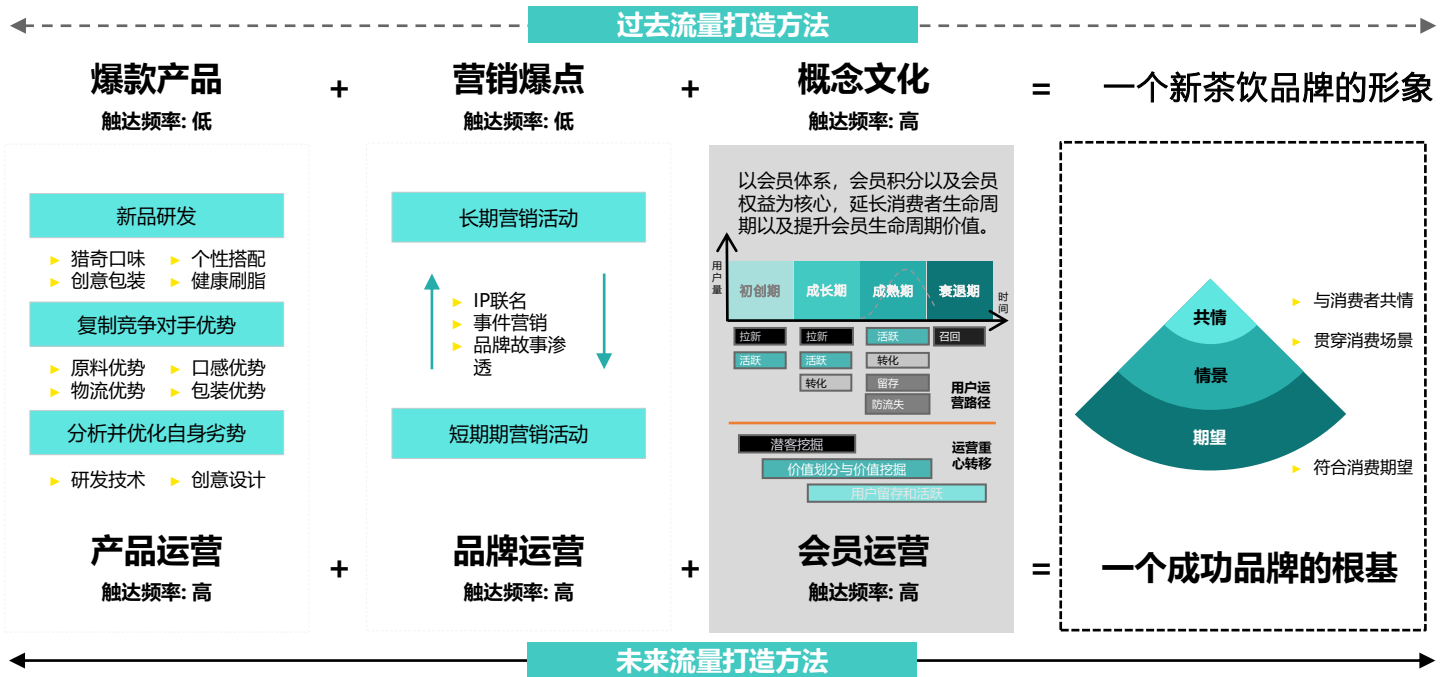 过去流量打造方法
爆款产品
触达频率: 低
+
营销爆点
触达频率: 低
+
概念文化
触达频率: 高
=
一个新茶饮品牌的形象
新品研发
猎奇口味
个性搭配
创意包装
健康刷脂
复制竞争对手优势
原料优势
口感优势
物流优势
包装优势
分析并优化自身劣势
研发技术
创意设计
长期营销活动
IP联名
事件营销
品牌故事渗
透
短期期营销活动
以会员体系，会员积分以及会员
权益为核心，延长消费者生命周
期以及提升会员生命周期价值。
用户量
初创期
成长期
成熟期
衰退期
时间
拉新
拉新
活跃
召回
活跃
活跃
转化
转化
留存
防流失
用户运
营路径
潜客挖掘
价值划分与价值挖掘
用户留存和活跃
运营重
心转移
共情
情景
期望
与消费者共情
贯穿消费场景
符合消费期望
产品运营
触达频率: 高
+
品牌运营
触达频率: 高
+
会员运营
触达频率: 高
=
一个成功品牌的根基
未来流量打造方法